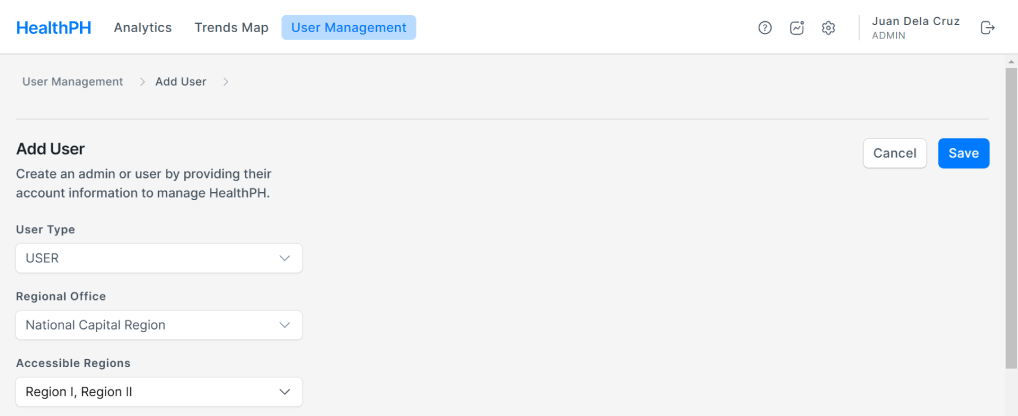 HealthPH Analytics Trends Map User Management Juan Dela Cruz
ADMIN
User Management Add User
Add User
Cancel Save
Create an admin or user by providing their
account information to manage HealthPH.
User Type
USER
Regional Office
National Capital Region
Accessible Regions
Region I, Region II